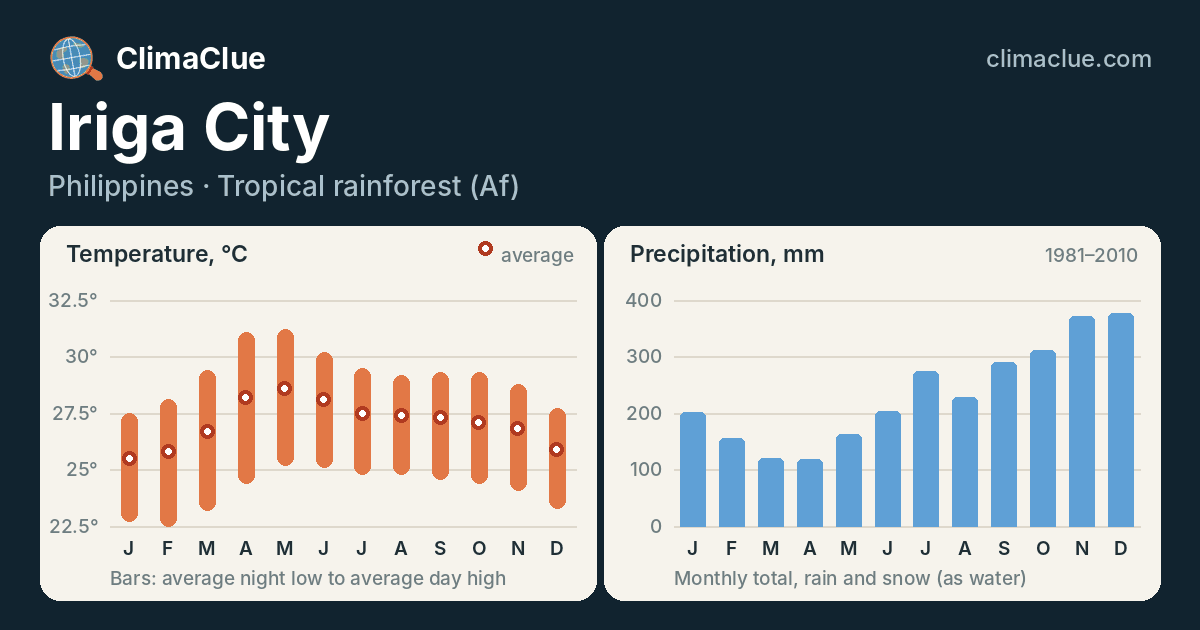 ClimaClue
climaclue.com
Iriga City
Philippines · Tropical rainforest (Af)
Temperature, °C
average
32.5°
30°
27.5°
25°
22.5°
J F M A M J J A S O N D
Bars: average night low to average day high
Precipitation, mm
1981–2010
400
300
200
100
0
J F M A M J J A S O N D
Monthly total, rain and snow (as water)